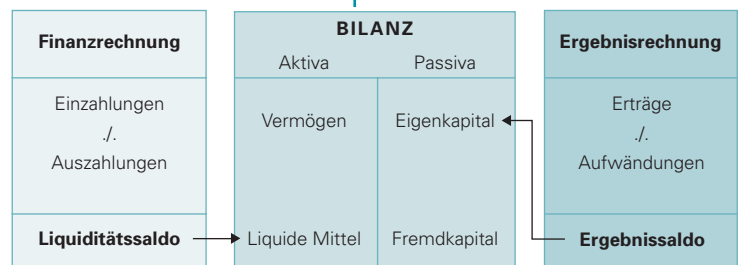 Finanzrechnung
Einzahlungen
./.
Auszahlungen
Liquiditätssaldo
BILANZ
Aktiva Passiva
Vermögen Eigenkapital
Liquide Mittel Fremdkapital
Ergebnisrechnung
Erträge
./.
Aufwändungen
Ergebnissaldo